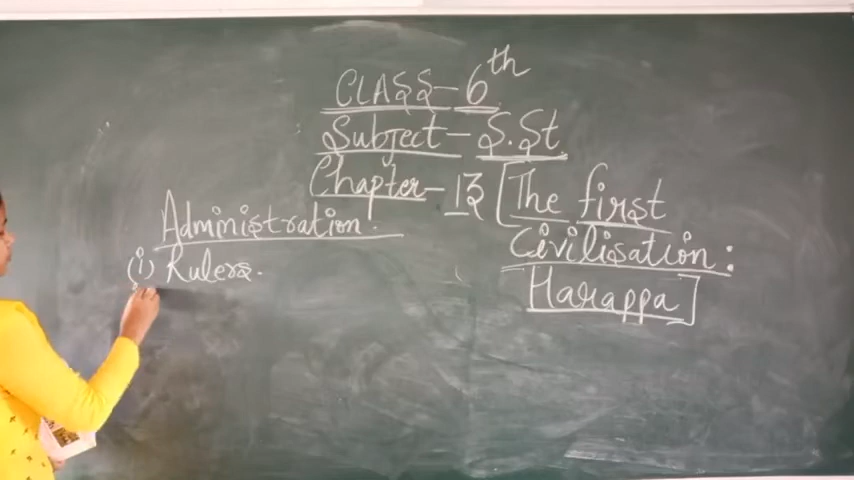 CLASS-6th
Subject-S.St
Chapter-13 [The first
Civilisation:
Harappa]
Administration.
(i) Rulers.